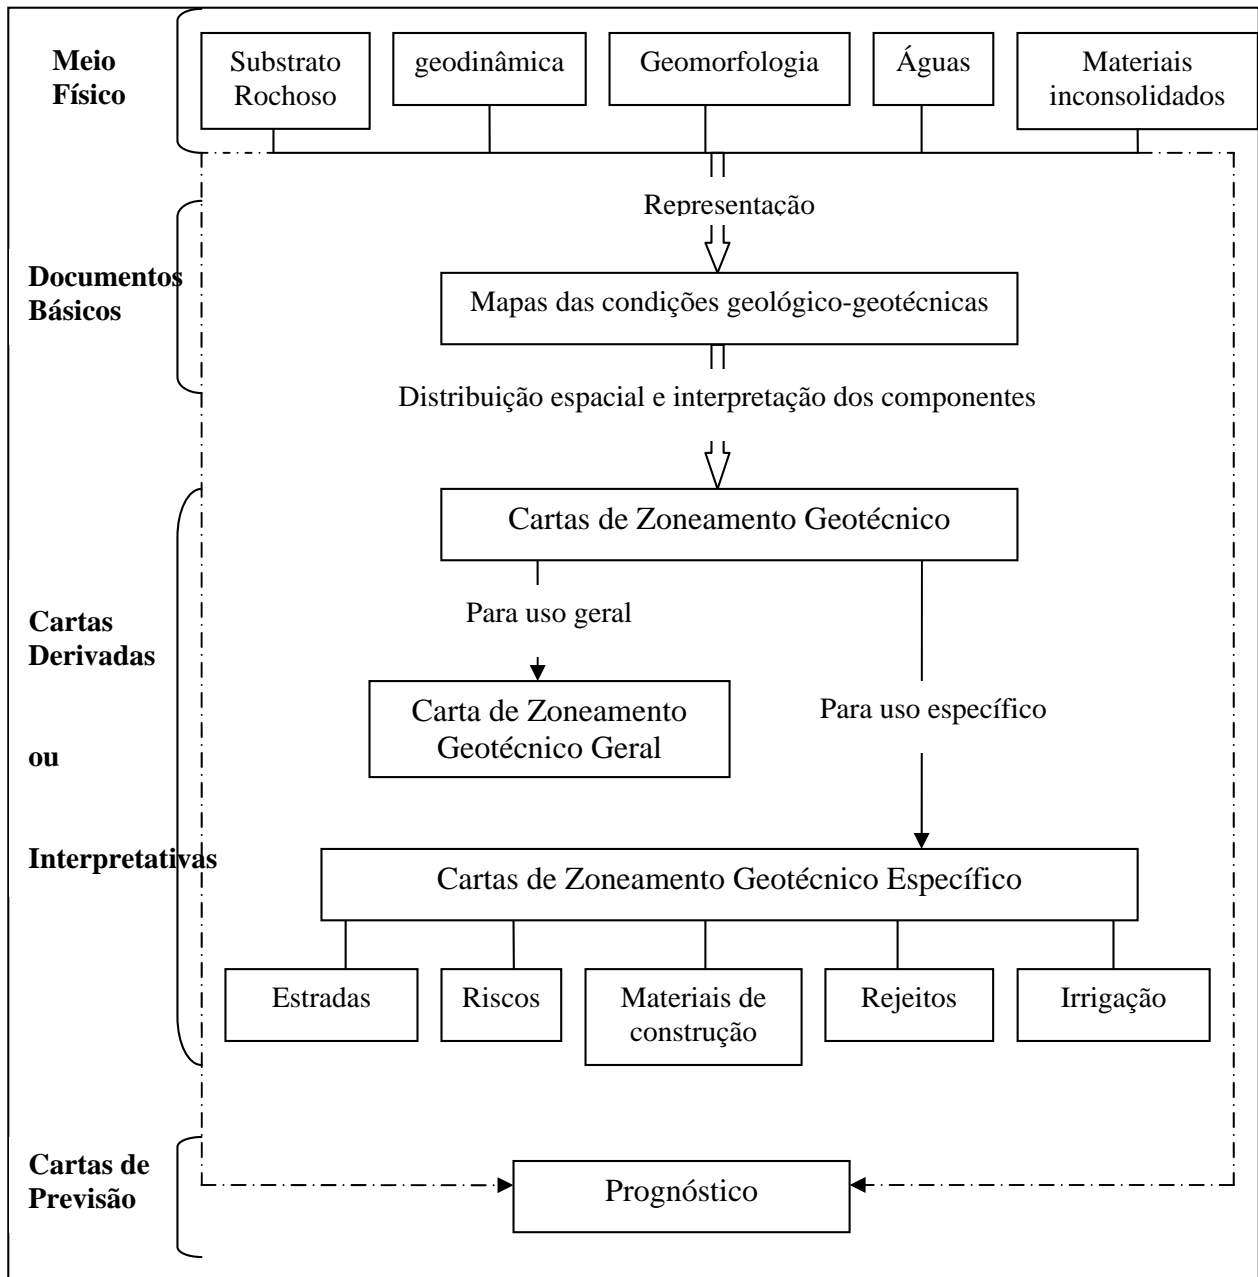 Meio
Físico
Substrato
Rochoso
geodinâmica
Geomorfologia
Águas
Materiais
inconsolidados
Representação
Documentos
Básicos
Mapas das condições geológico-geotécnicas
Distribuição espacial e interpretação dos componentes
Cartas de Zoneamento Geotécnico
Cartas
Derivadas
ou
Interpretativas
Para uso geral
Carta de Zoneamento
Geotécnico Geral
Para uso específico
Cartas de Zoneamento Geotécnico Específico
Estradas
Riscos
Materiais de
construção
Rejeitos
Irrigação
Cartas de
Previsão
Prognóstico